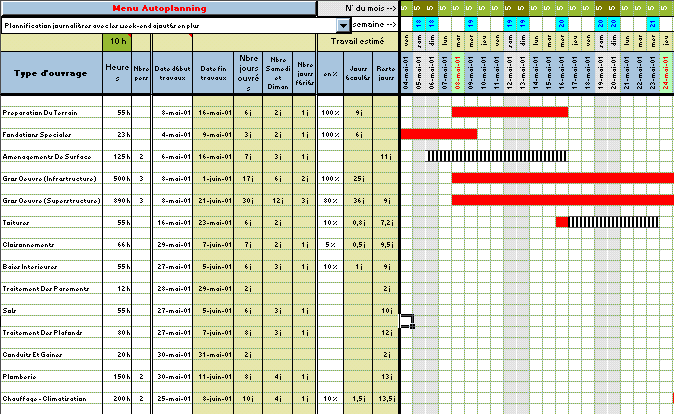 Menu Autoplanning N° du mois --> 5 5 5 5 5 5 5 5 5 5 5 5 5 5 5 5 5 5 5 5 5
Plannification journalière avec les week-end ajoutés en plus semaine --> 18 18 19 19 20 20 20 21
10 h Travail estimé ven sam dim lun mar mer jeu ven sam dim lun mar mer jeu ven sam dim lun mar mer jeu
Type d'ouvrage Heures Nbre pers Date début travaux Date fin travaux Nbre jours ouvrés Nbre Samedi et Diman Nbre jours fériés en % Jours écoulés Reste jours 04-mai-01 05-mai-01 06-mai-01 07-mai-01 08-mai-01 09-mai-01 10-mai-01 11-mai-01 12-mai-01 13-mai-01 14-mai-01 15-mai-01 16-mai-01 17-mai-01 18-mai-01 19-mai-01 20-mai-01 21-mai-01 22-mai-01 23-mai-01 24-mai-01
Preparation Du Terrain 55 h 8-mai-01 16-mai-01 6 j 2 j 1 j 100% 9 j
Fondations Speciales 23 h 4-mai-01 9-mai-01 3 j 2 j 1 j 100% 6 j
Amenagements De Surface 125 h 2 6-mai-01 16-mai-01 7 j 3 j 1 j 11 j
Gros Oeuvre (Infrastructure) 500 h 3 8-mai-01 1-juin-01 17 j 6 j 2 j 100% 25 j
Gros Oeuvre (Superstructure) 890 h 3 8-mai-01 21-juin-01 30 j 12 j 3 j 80% 36 j 9 j
Toitures 55 h 16-mai-01 23-mai-01 6 j 2 j 10% 0,8 j 7,2 j
Cloisonnements 66 h 29-mai-01 7-juin-01 7 j 2 j 1 j 5% 0,5 j 9,5 j
Baies Interieures 55 h 27-mai-01 5-juin-01 6 j 3 j 1 j 10% 1 j 9 j
Traitement Des Parements 12 h 28-mai-01 29-mai-01 2 j 2 j
Sols 55 h 27-mai-01 5-juin-01 6 j 3 j 1 j 10 j
Traitement Des Plafonds 80 h 27-mai-01 7-juin-01 8 j 3 j 1 j 12 j
Conduits Et Gaines 20 h 30-mai-01 31-mai-01 2 j 2 j
Plomberie 150 h 2 30-mai-01 11-juin-01 8 j 4 j 1 j 13 j
Chauffage - Climatisation 200 h 2 25-mai-01 8-juin-01 10 j 4 j 1 j 10% 1,5 j 13,5 j